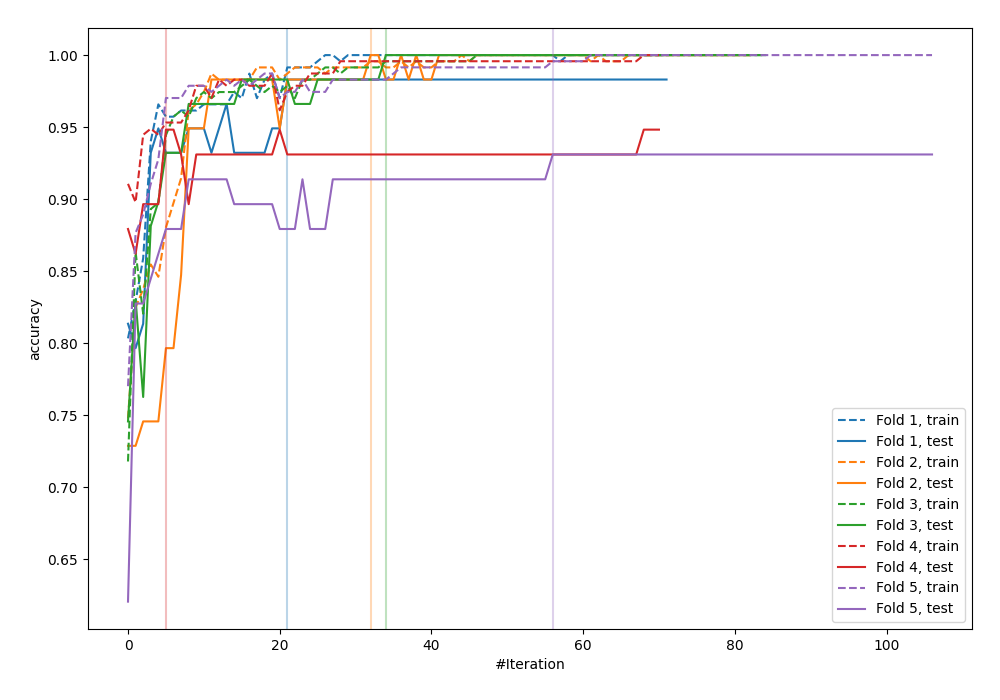 1.00
0.95
0.90
0.85
0.80
0.75
0.70
0.65
accuracy
0
20
40
60
80
100
#Iteration
Fold 1, train
Fold 1, test
Fold 2, train
Fold 2, test
Fold 3, train
Fold 3, test
Fold 4, train
Fold 4, test
Fold 5, train
Fold 5, test